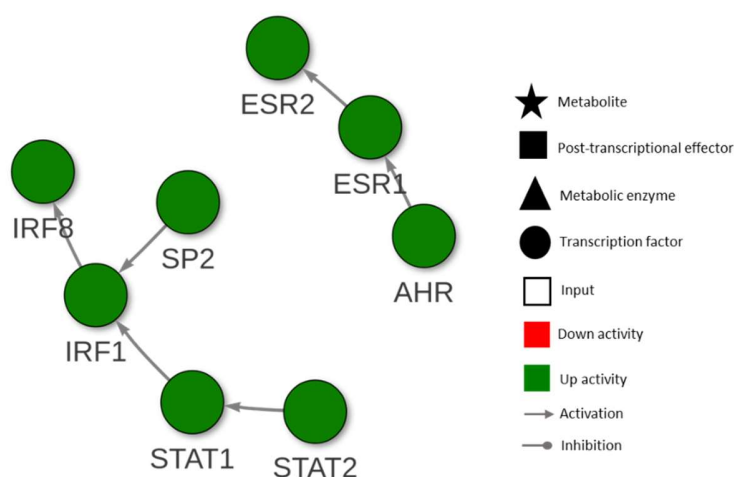 ESR2
ESR1
IRF8
SP2
AHR
IRF1
STAT1
STAT2
Metabolite
Post-transcriptional effector
Metabolic enzyme
Transcription factor
Input
Down activity
Up activity
Activation
Inhibition